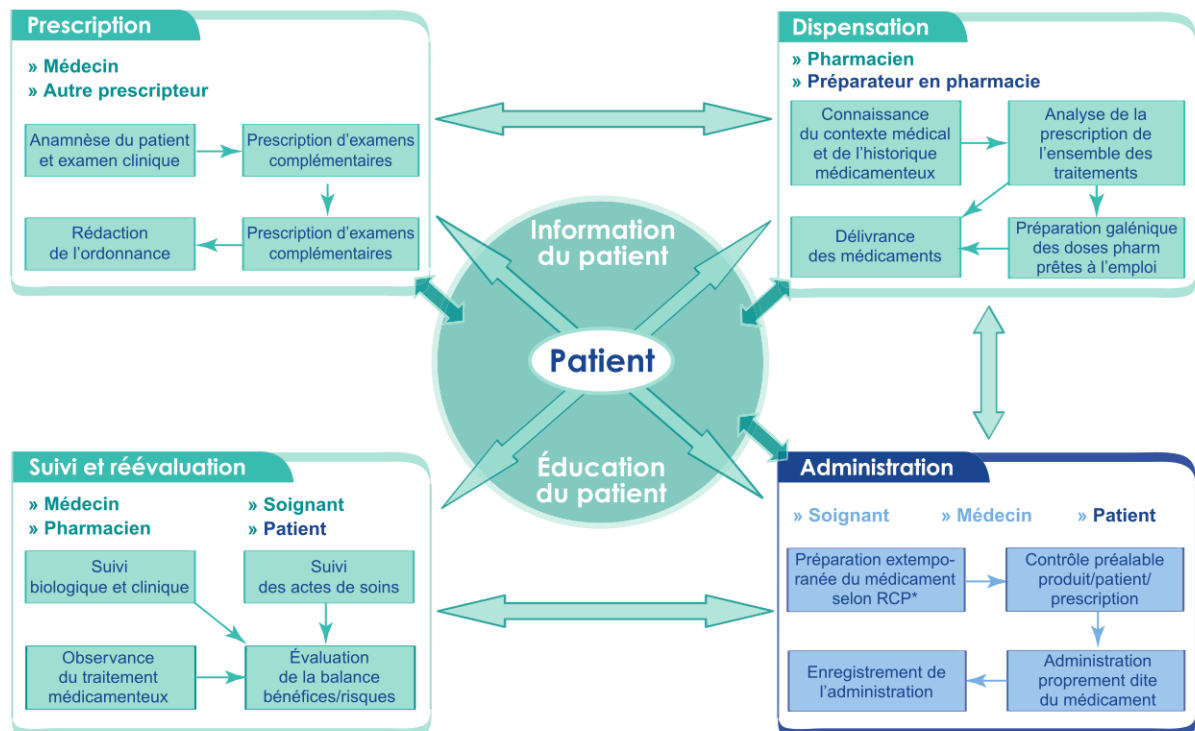 Prescription
» Médecin
» Autre prescripteur
Anamnèse du patient
et examen clinique
Prescription d'examens
complémentaires
Rédaction
de l'ordonnance
Prescription d'examens
complémentaires
Dispensation
» Pharmacien
» Préparateur en pharmacie
Connaissance
du contexte médical
et de l'historique
médicamenteux
Analyse de la
prescription de
l'ensemble des
traitements
Délivrance
des médicaments
Préparation galénique
des doses pharm
prêtes à l'emploi
Information
du patient
Patient
Éducation
du patient
Suivi et réévaluation
» Médecin
» Pharmacien
» Soignant
» Patient
Suivi
biologique et clinique
Suivi
des actes de soins
Observance
du traitement
médicamenteux
Évaluation
de la balance
bénéfices/risques
Administration
» Soignant
» Médecin
» Patient
Préparation extempo-
ranée du médicament
selon RCP*
Contrôle préalable
produit/patient/
prescription
Enregistrement de
l'administration
Administration
proprement dite
du médicament